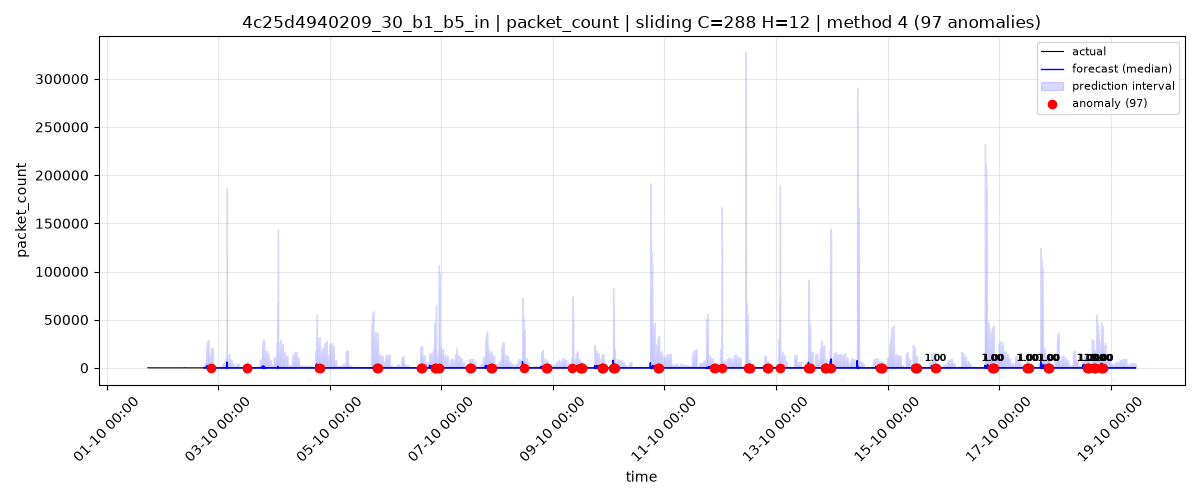 4c25d4940209_30_b1_b5_in | packet_count | sliding C=288 H=12 | method 4 (97 anomalies)
actual
forecast (median)
prediction interval
anomaly (97)
packet_count
300000
250000
200000
150000
100000
50000
0
1.00
1.00
1.00
01-10 00:00
03-10 00:00
05-10 00:00
07-10 00:00
09-10 00:00
11-10 00:00
13-10 00:00
15-10 00:00
17-10 00:00
19-10 00:00
time